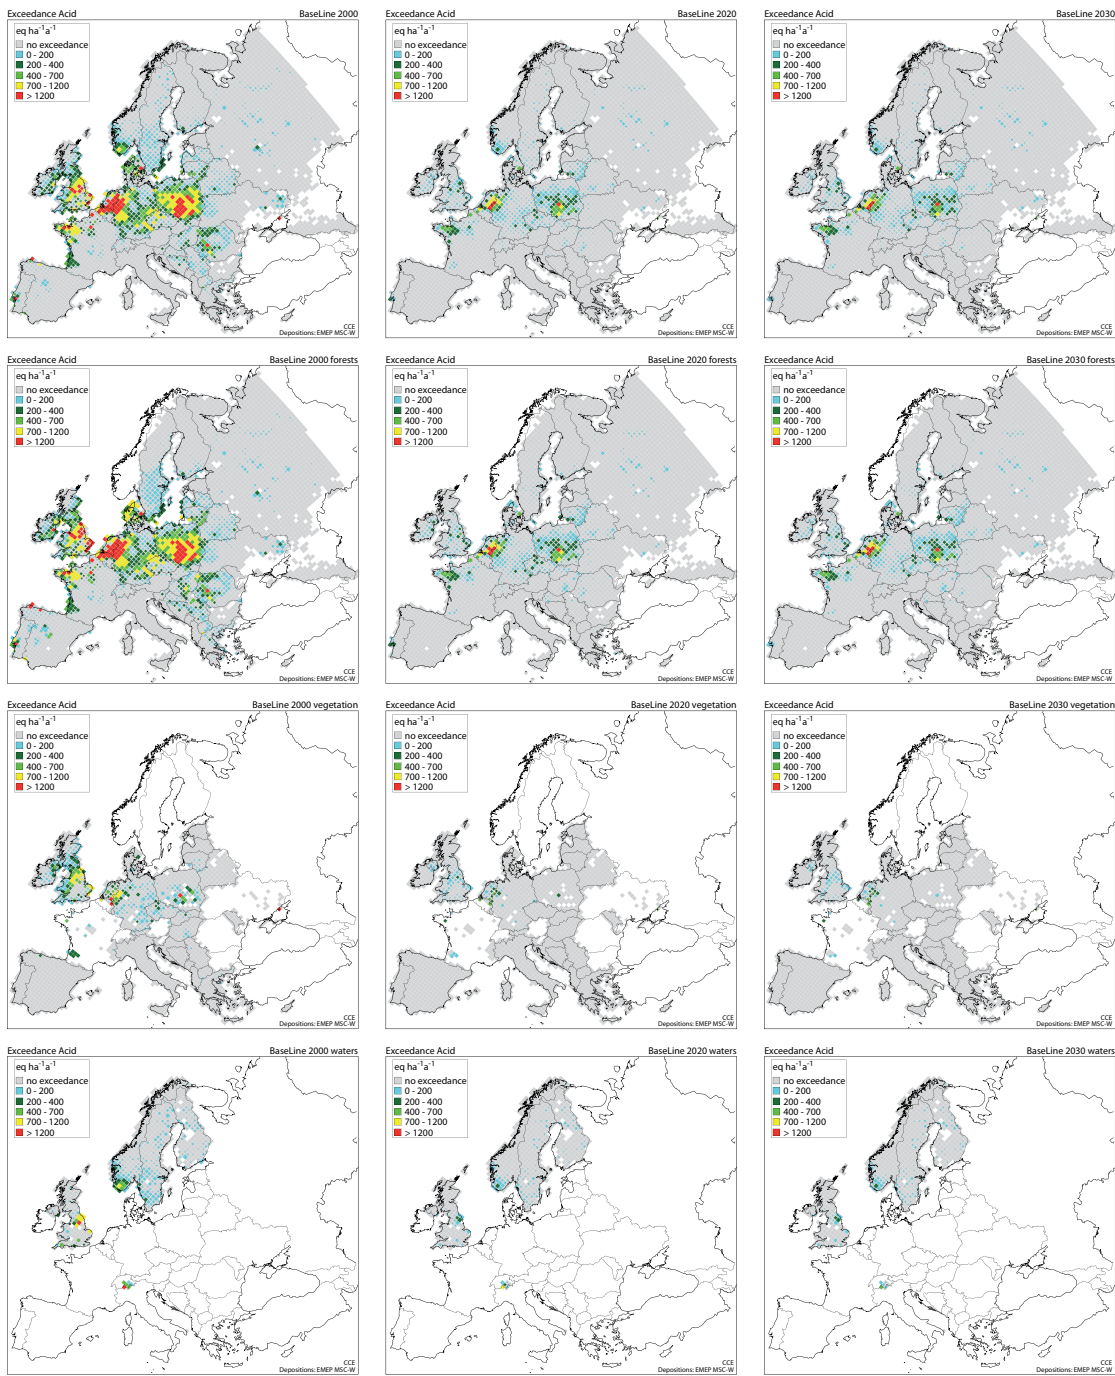 Exceedance Acid BaseLine 2000
eq ha⁻¹a⁻¹
no exceedance
0 - 200
200 - 400
400 - 700
700 - 1200
> 1200
CCE
Depositions: EMEP MSC-W
Exceedance Acid BaseLine 2020
eq ha⁻¹a⁻¹
no exceedance
0 - 200
200 - 400
400 - 700
700 - 1200
> 1200
CCE
Depositions: EMEP MSC-W
Exceedance Acid BaseLine 2030
eq ha⁻¹a⁻¹
no exceedance
0 - 200
200 - 400
400 - 700
700 - 1200
> 1200
CCE
Depositions: EMEP MSC-W
Exceedance Acid BaseLine 2000 forests
eq ha⁻¹a⁻¹
no exceedance
0 - 200
200 - 400
400 - 700
700 - 1200
> 1200
CCE
Depositions: EMEP MSC-W
Exceedance Acid BaseLine 2020 forests
eq ha⁻¹a⁻¹
no exceedance
0 - 200
200 - 400
400 - 700
700 - 1200
> 1200
CCE
Depositions: EMEP MSC-W
Exceedance Acid BaseLine 2030 forests
eq ha⁻¹a⁻¹
no exceedance
0 - 200
200 - 400
400 - 700
700 - 1200
> 1200
CCE
Depositions: EMEP MSC-W
Exceedance Acid BaseLine 2000 vegetation
eq ha⁻¹a⁻¹
no exceedance
0 - 200
200 - 400
400 - 700
700 - 1200
> 1200
CCE
Depositions: EMEP MSC-W
Exceedance Acid BaseLine 2020 vegetation
eq ha⁻¹a⁻¹
no exceedance
0 - 200
200 - 400
400 - 700
700 - 1200
> 1200
CCE
Depositions: EMEP MSC-W
Exceedance Acid BaseLine 2030 vegetation
eq ha⁻¹a⁻¹
no exceedance
0 - 200
200 - 400
400 - 700
700 - 1200
> 1200
CCE
Depositions: EMEP MSC-W
Exceedance Acid BaseLine 2000 waters
eq ha⁻¹a⁻¹
no exceedance
0 - 200
200 - 400
400 - 700
700 - 1200
> 1200
CCE
Depositions: EMEP MSC-W
Exceedance Acid BaseLine 2020 waters
eq ha⁻¹a⁻¹
no exceedance
0 - 200
200 - 400
400 - 700
700 - 1200
> 1200
CCE
Depositions: EMEP MSC-W
Exceedance Acid BaseLine 2030 waters
eq ha⁻¹a⁻¹
no exceedance
0 - 200
200 - 400
400 - 700
700 - 1200
> 1200
CCE
Depositions: EMEP MSC-W